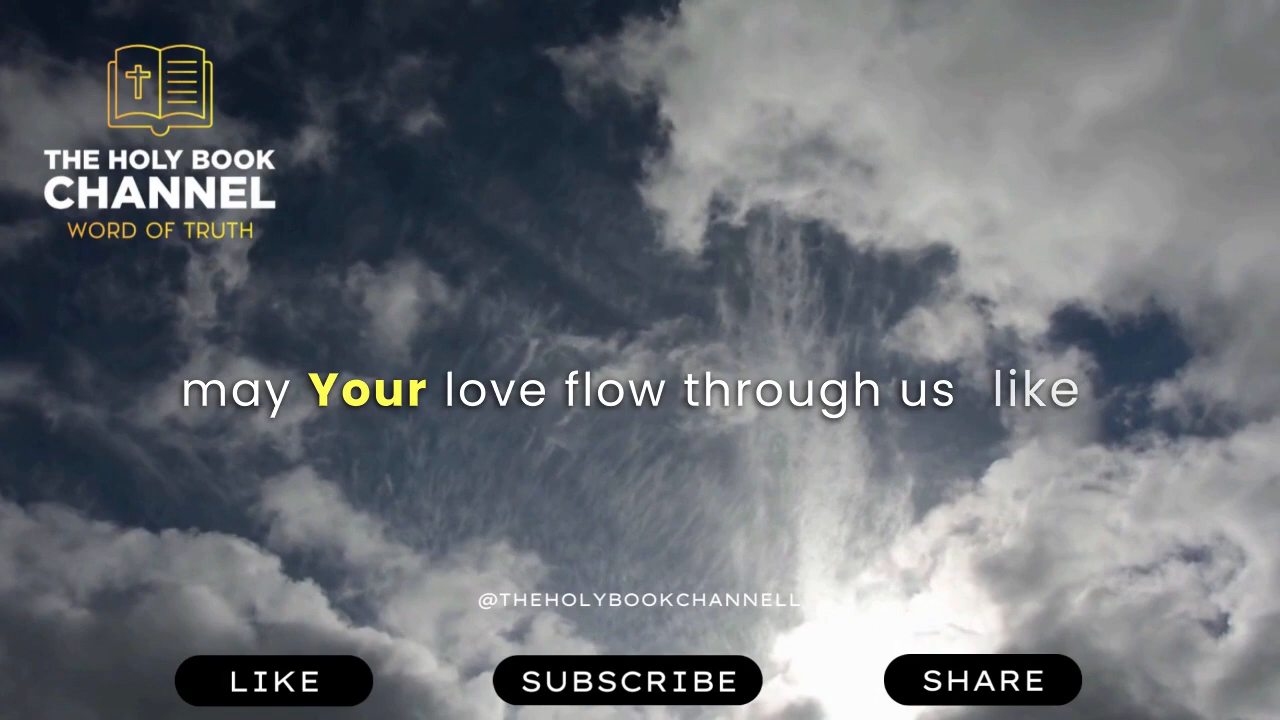 THE HOLY BOOK
CHANNEL
WORD OF TRUTH
may Your love flow through us like
@THEHOLYBOOKCHANNELL
LIKE
SUBSCRIBE
SHARE